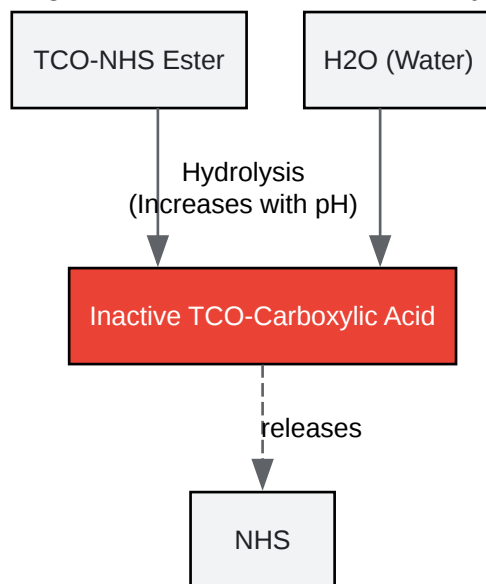 TCO-NHS Ester
H2O (Water)
Hydrolysis
(Increases with pH)
Inactive TCO-Carboxylic Acid
releases
NHS